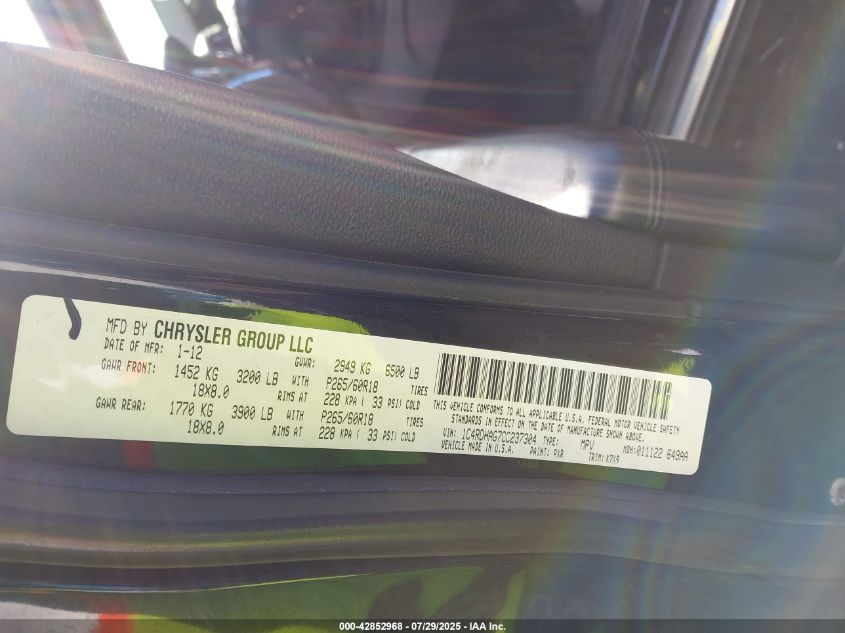 MFD BY CHRYSLER GROUP LLC
DATE OF MFR: 1-12 GVWR: 2949 KG 6500 LB
GAWR FRONT: 1452 KG 3200 LB WITH P265/60R18 TIRES
18X8.0 RIMS AT 228 KPA ( 33 PSI) COLD
GAWR REAR: 1770 KG 3900 LB WITH P265/60R18 TIRES
18X8.0 RIMS AT 228 KPA ( 33 PSI) COLD
THIS VEHICLE CONFORMS TO ALL APPLICABLE U.S.A. FEDERAL MOTOR VEHICLE SAFETY
STANDARDS IN EFFECT ON THE DATE OF MANUFACTURE SHOWN ABOVE.
VIN: 1C4RDHAG7CC237304 TYPE: MPV MDH:011122 649AA
VEHICLE MADE IN U.S.A. PAINT: PXR TRIM:K7X9
000-42852968 - 07/29/2025 - IAA Inc.